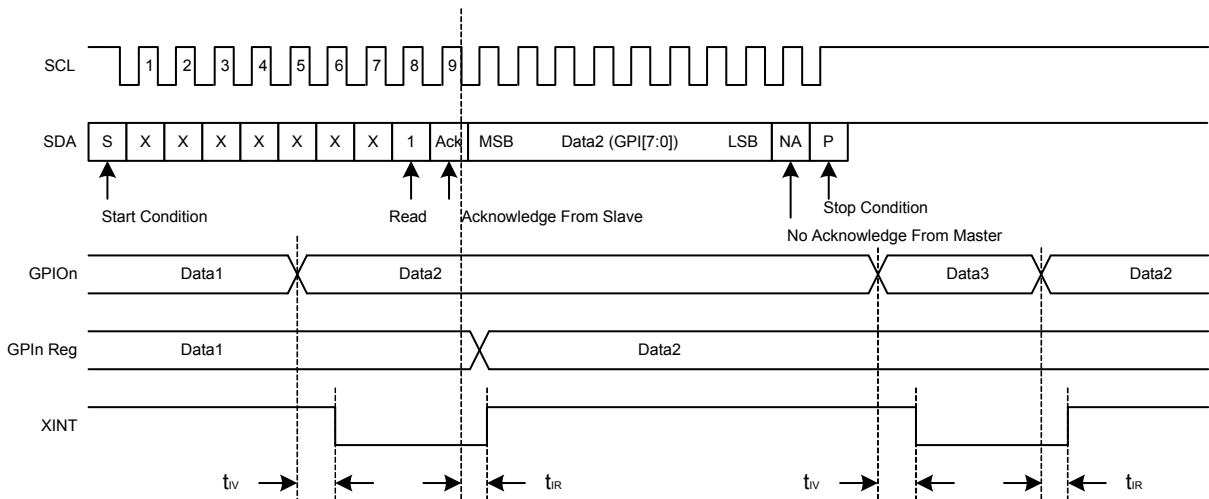 SCL 1 2 3 4 5 6 7 8 9
SDA S X X X X X X X 1 Ack MSB Data2 (GPI[7:0]) LSB NA P
Start Condition Read Acknowledge From Slave Stop Condition
No Acknowledge From Master
GPIOn Data1 Data2 Data3 Data2
GPIn Reg Data1 Data2
XINT
tIV tIR tIV tIR